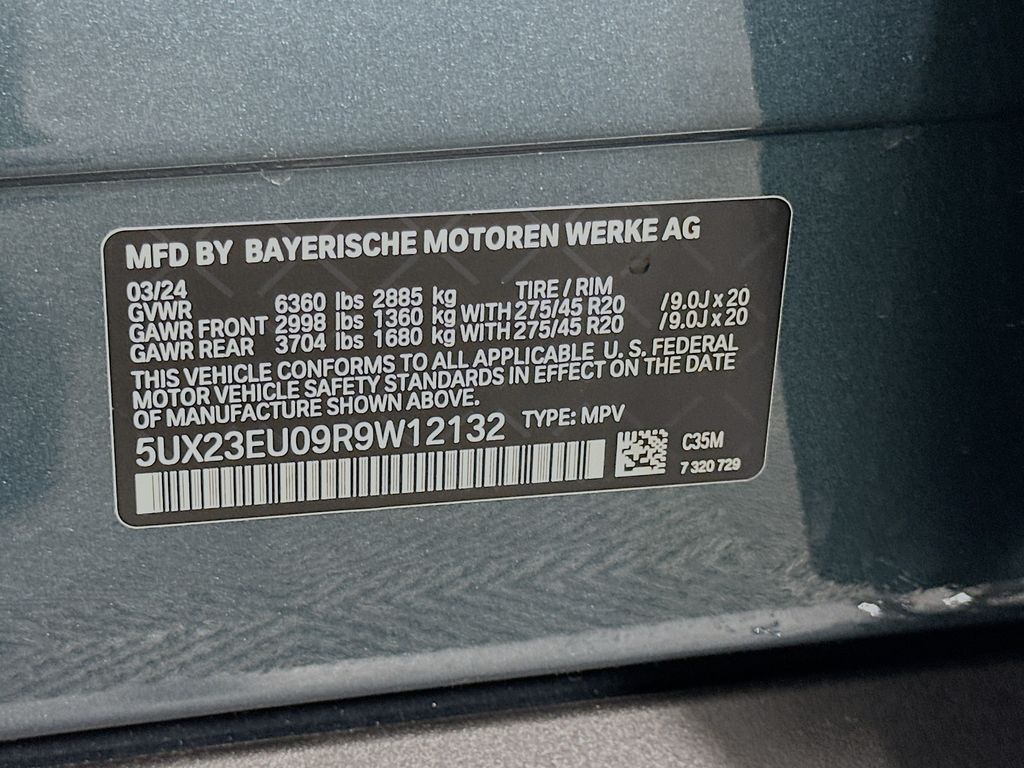 MFD BY BAYERISCHE MOTOREN WERKE AG
03/24 TIRE / RIM
GVWR 6360 lbs 2885 kg
GAWR FRONT 2998 lbs 1360 kg WITH 275/45 R20 /9.0J x 20
GAWR REAR 3704 lbs 1680 kg WITH 275/45 R20 /9.0J x 20
THIS VEHICLE CONFORMS TO ALL APPLICABLE U. S. FEDERAL
MOTOR VEHICLE SAFETY STANDARDS IN EFFECT ON THE DATE
OF MANUFACTURE SHOWN ABOVE.
5UX23EU09R9W12132 TYPE: MPV
C35M
7 320 729